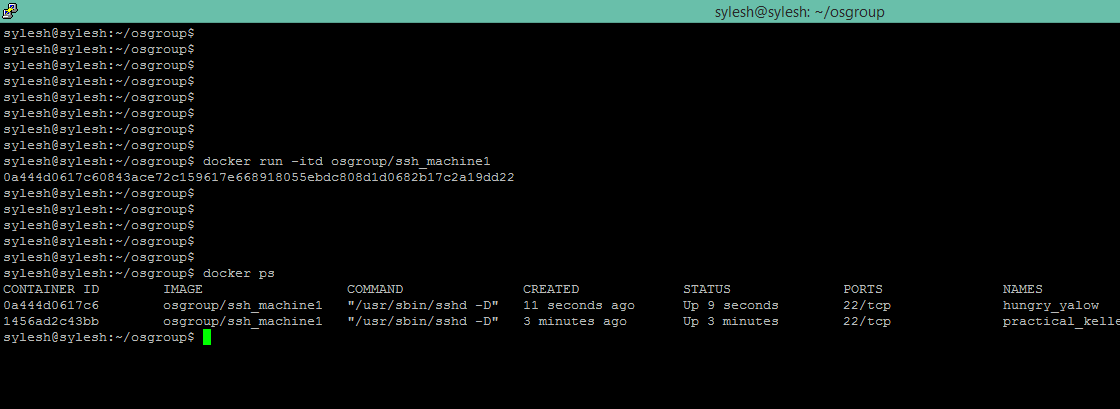 sylesh@sylesh: ~/osgroup
sylesh@sylesh:~/osgroup$
sylesh@sylesh:~/osgroup$
sylesh@sylesh:~/osgroup$
sylesh@sylesh:~/osgroup$
sylesh@sylesh:~/osgroup$
sylesh@sylesh:~/osgroup$
sylesh@sylesh:~/osgroup$
sylesh@sylesh:~/osgroup$
sylesh@sylesh:~/osgroup$ docker run -itd osgroup/ssh_machine1
0a444d0617c60843ace72c159617e668918055ebdc808d1d0682b17c2a19dd22
sylesh@sylesh:~/osgroup$
sylesh@sylesh:~/osgroup$
sylesh@sylesh:~/osgroup$
sylesh@sylesh:~/osgroup$
sylesh@sylesh:~/osgroup$
sylesh@sylesh:~/osgroup$ docker ps
CONTAINER ID        IMAGE                  COMMAND               CREATED             STATUS              PORTS               NAMES
0a444d0617c6        osgroup/ssh_machine1   "/usr/sbin/sshd -D"   11 seconds ago      Up 9 seconds        22/tcp              hungry_yalow
1456ad2c43bb        osgroup/ssh_machine1   "/usr/sbin/sshd -D"   3 minutes ago       Up 3 minutes        22/tcp              practical_kelle
sylesh@sylesh:~/osgroup$